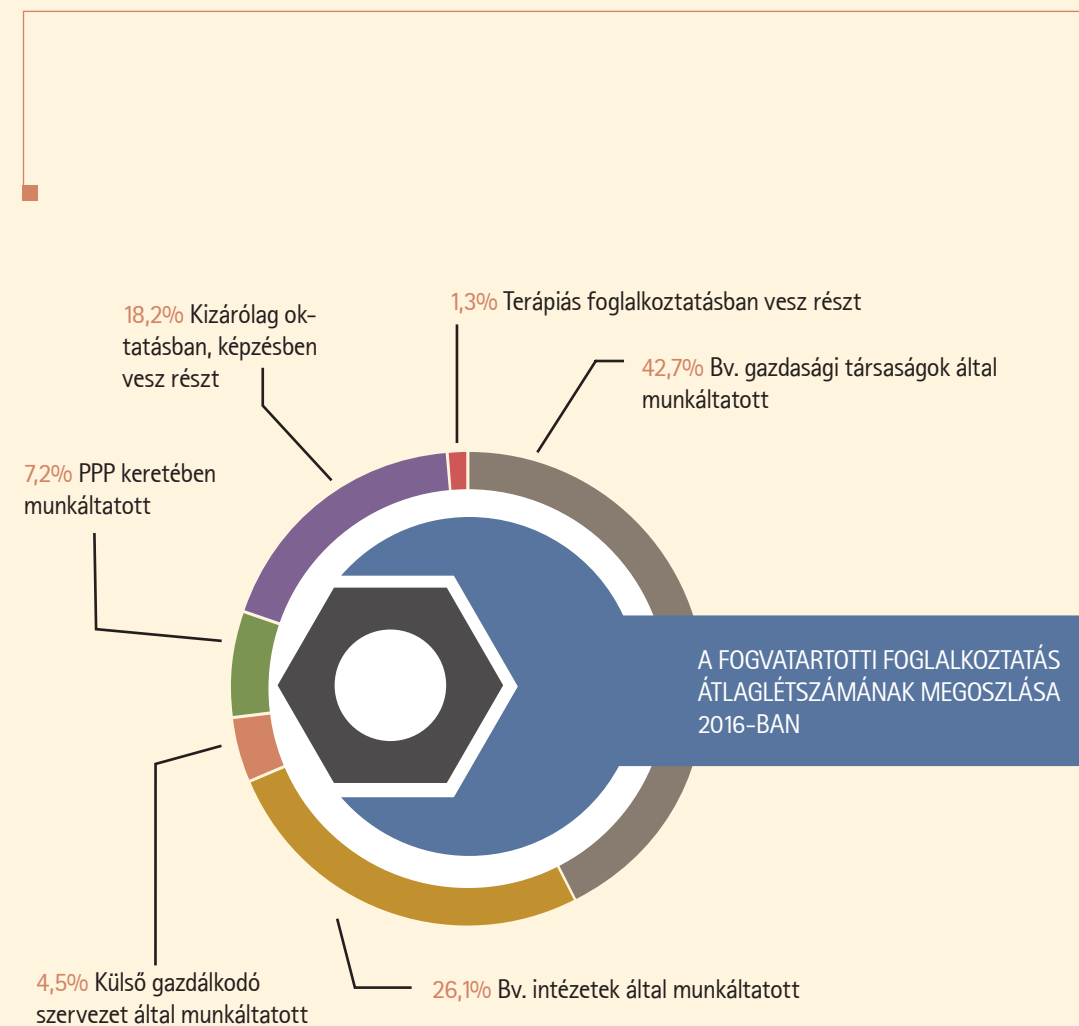 18,2% Kizárólag ok-
tatásban, képzésben
vesz részt
1,3% Terápiás foglalkoztatásban vesz részt
42,7% Bv. gazdasági társaságok által
munkáltatott
7,2% PPP keretében
munkáltatott
A FOGVATARTOTTI FOGLALKOZTATÁS
ÁTLAGLÉTSZÁMÁNAK MEGOSZLÁSA
2016-BAN
4,5% Külső gazdálkodó
szervezet által munkáltatott
26,1% Bv. intézetek által munkáltatott